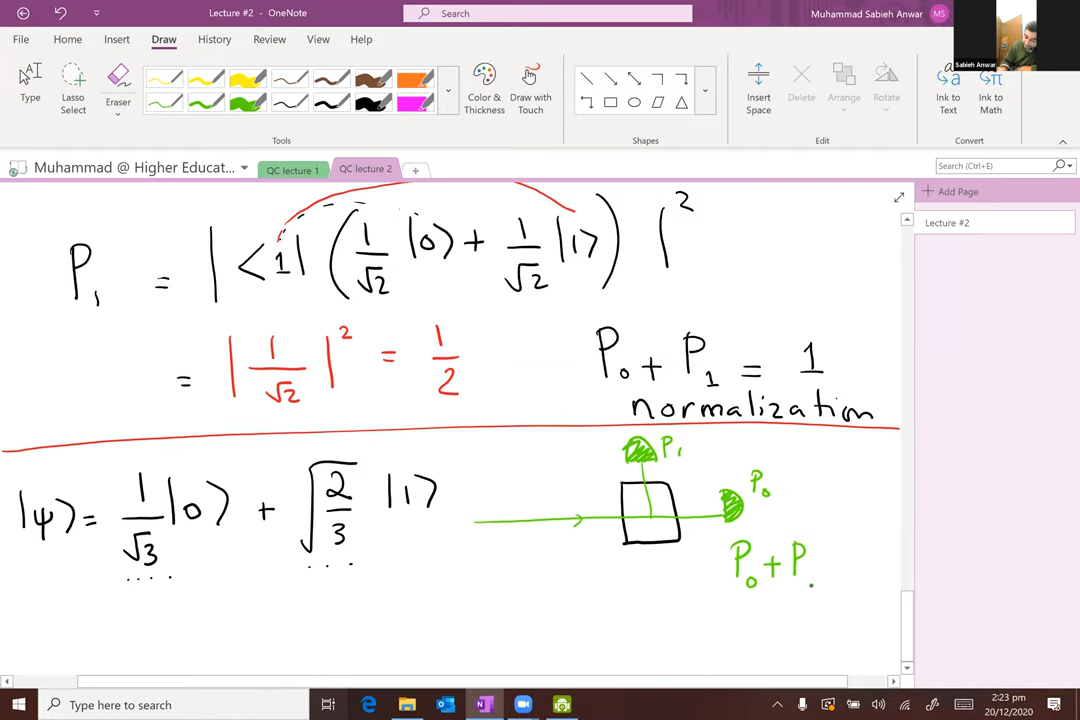 Lecture #2 - OneNote
Search
Muhammad Sabieh Anwar
MS
Sabieh Anwar
File Home Insert Draw History Review View Help
Type
Lasso Select
Eraser
Color & Thickness
Draw with Touch
Insert Space
Delete
Arrange
Rotate
Ink to Text
Ink to Math
Tools
Shapes
Edit
Convert
Muhammad @ Higher Educat...
QC lecture 1
QC lecture 2
Search (Ctrl+E)
Add Page
Lecture #2
P₁ = |<1| (1/√2 |0> + 1/√2 |1>)|²
= |1/√2|² = 1/2
P₀ + P₁ = 1
normalization
|ψ> = 1/√3 |0> + √2/3 |1>
P₁
P₀
P₀ + P
Type here to search
2:23 pm
20/12/2020